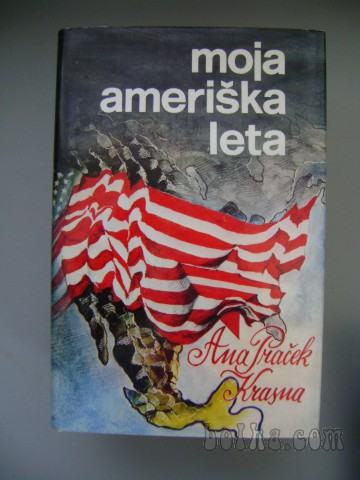 moja
ameriška
leta
Ana Praček
Krasna
bolha.com